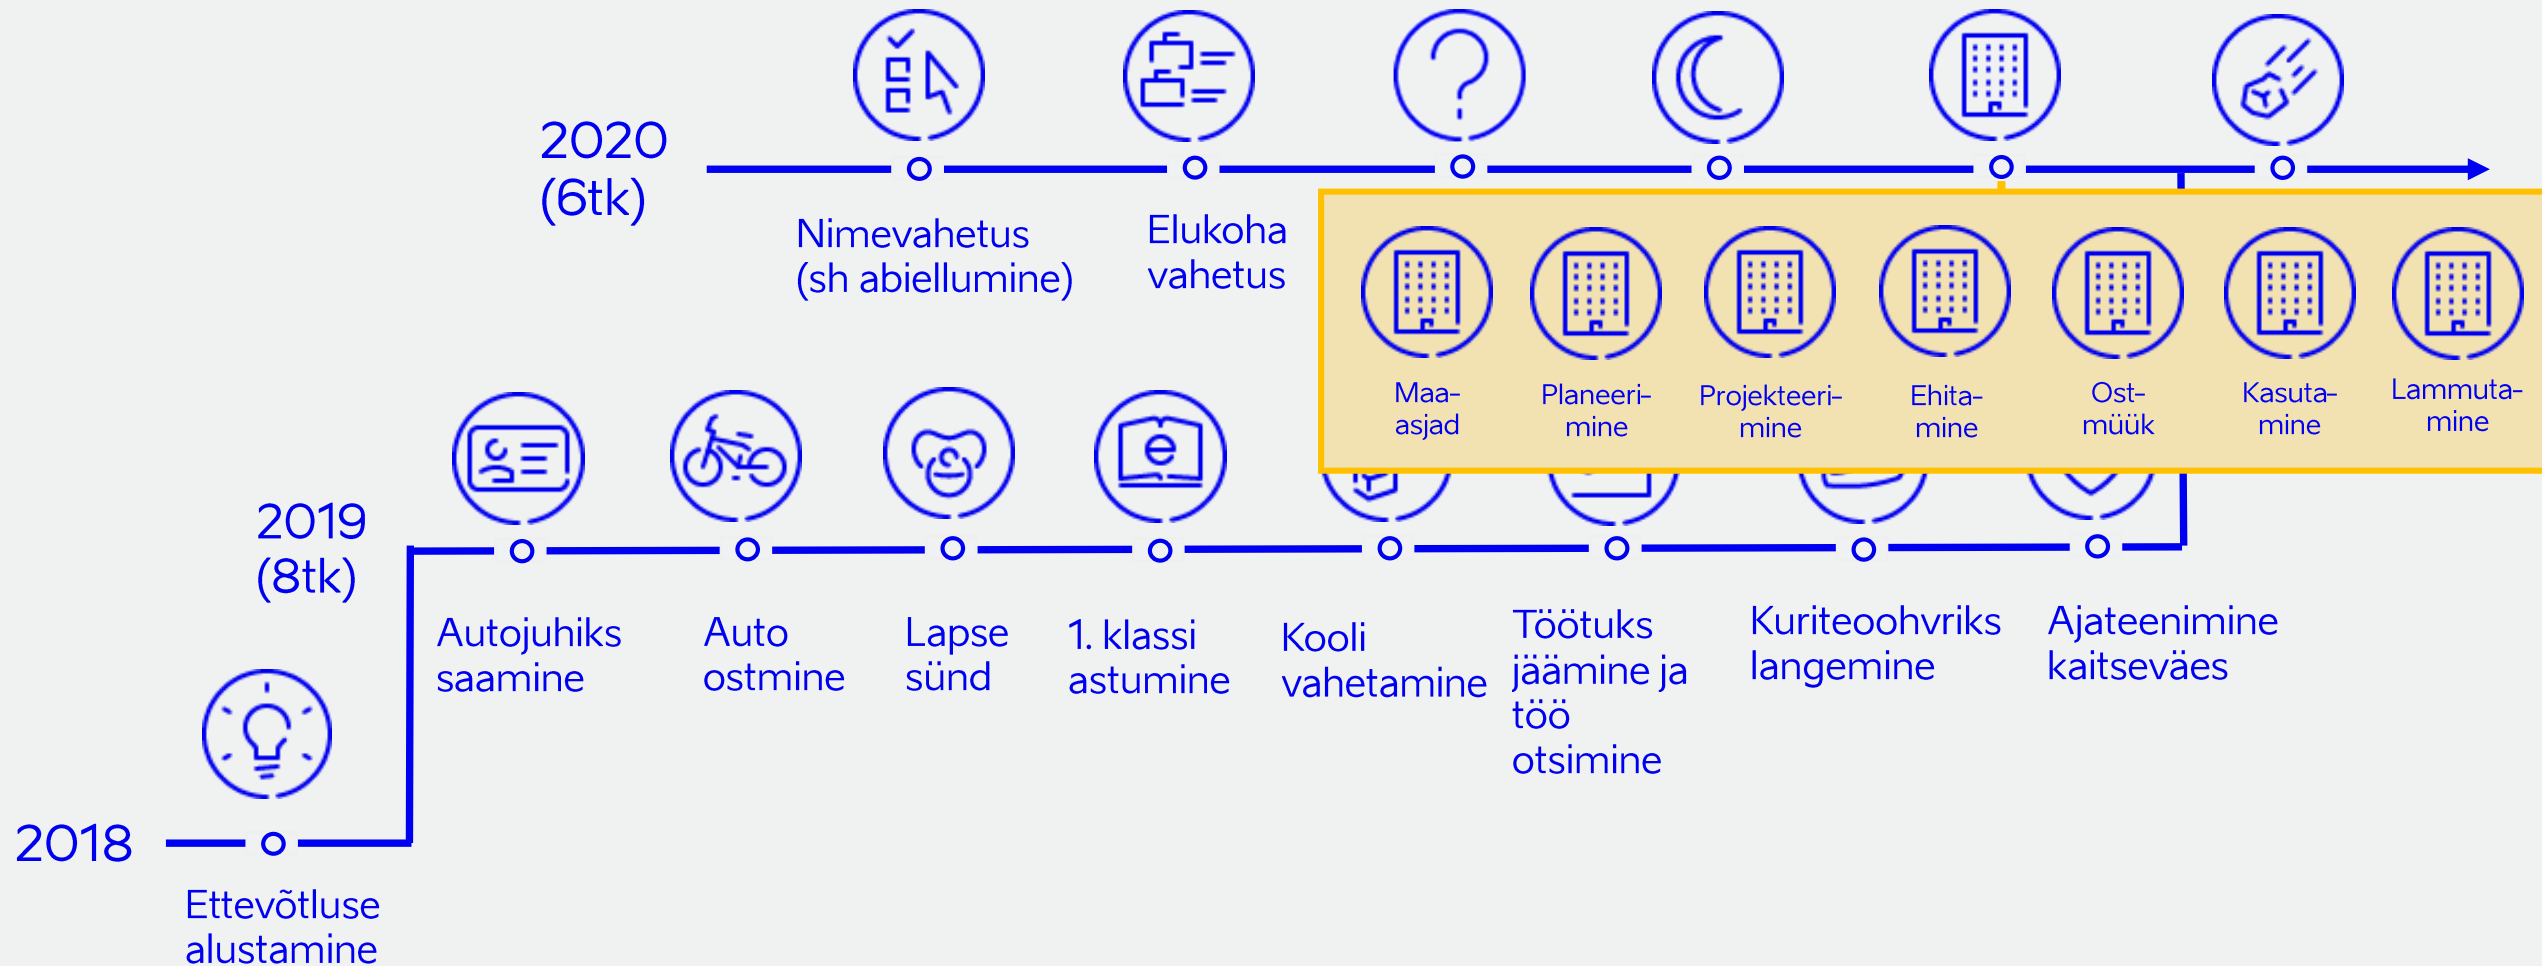 2020
(6tk)
Nimevahetus
(sh abiellumine)
Elukoha
vahetus
Maa-
asjad
Planeeri-
mine
Projekteeri-
mine
Ehita-
mine
Ost-
müük
Kasuta-
mine
Lammuta-
mine
2019
(8tk)
e
Autojuhiks
saamine
Auto
ostmine
Lapse
sünd
1. klassi
astumine
Kooli
vahetamine
Töötuks
jäämine ja
töö
otsimine
Kuriteoohvriks
langemine
Ajateenimine
kaitseväes
2018
Ettevõtluse
alustamine